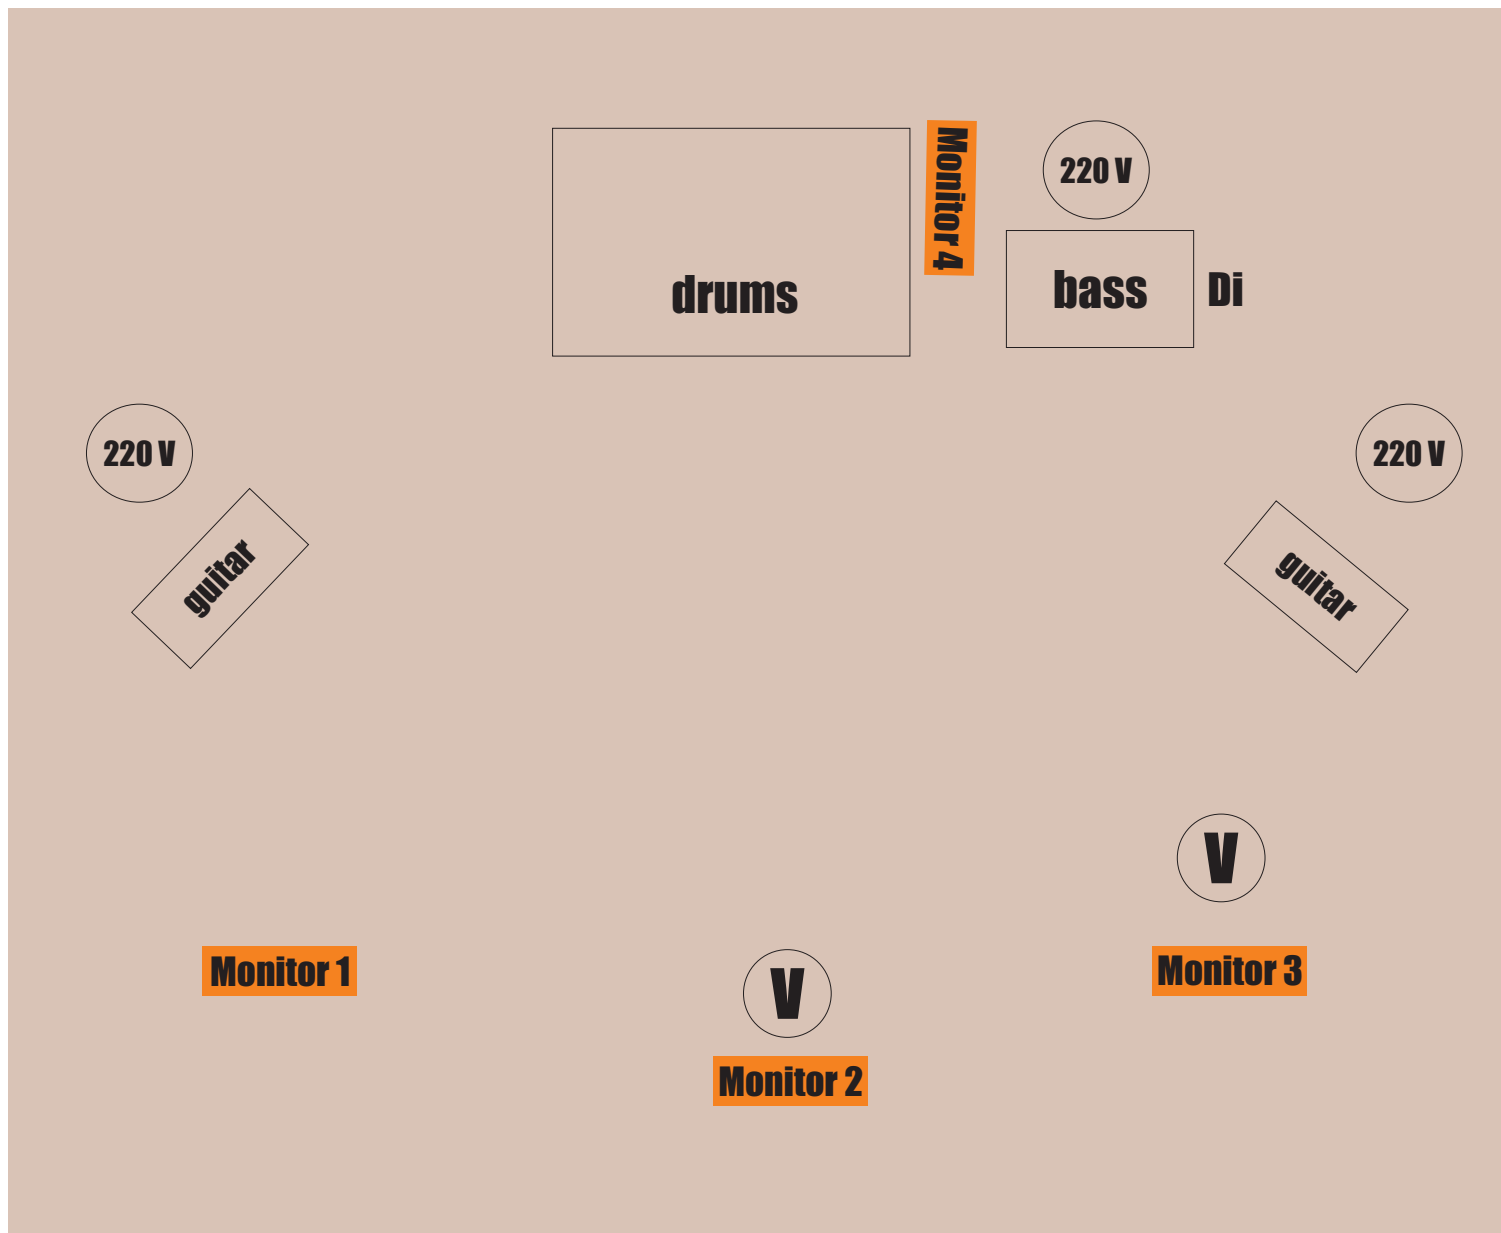 Monitor 4
220 V
drums
bass
Di
220 V
220 V
guitar
guitar
V
Monitor 1
V
Monitor 3
Monitor 2